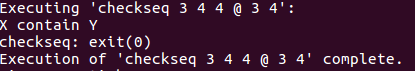 Executing 'checkseq 3 4 4 @ 3 4':
X contain Y
checkseq: exit(0)
Execution of 'checkseq 3 4 4 @ 3 4' complete.